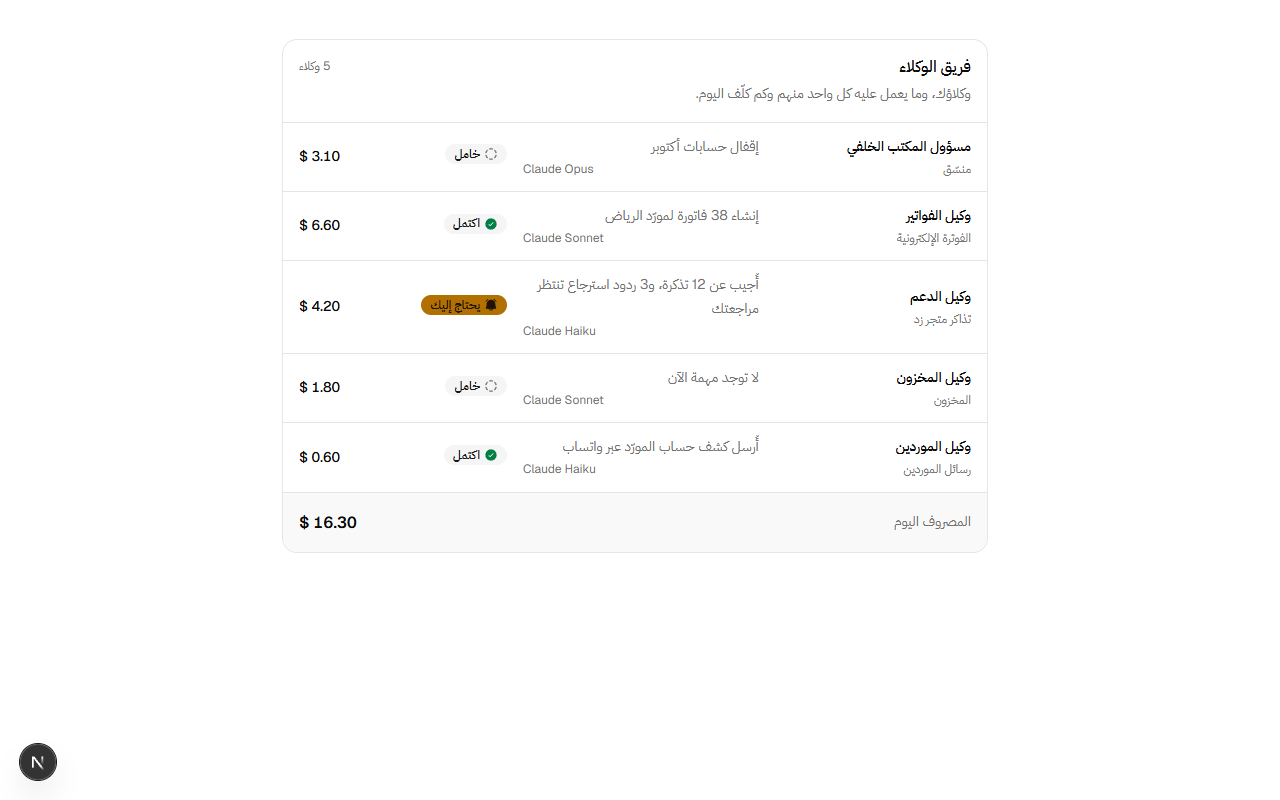 فريق الوكلاء
5 وكلاء
وكلاؤك، وما يعمل عليه كل واحد منهم وكم كلّف اليوم.
مسؤول المكتب الخلفي
منسّق
إقفال حسابات أكتوبر
Claude Opus
خامل
$ 3.10
وكيل الفواتير
الفوترة الإلكترونية
إنشاء 38 فاتورة لمورّد الرياض
Claude Sonnet
اكتمل
$ 6.60
وكيل الدعم
تذاكر متجر زد
أُجيب عن 12 تذكرة، و3 ردود استرجاع تنتظر
مراجعتك
Claude Haiku
يحتاج إليك
$ 4.20
وكيل المخزون
المخزون
لا توجد مهمة الآن
Claude Sonnet
خامل
$ 1.80
وكيل الموردين
رسائل الموردين
أُرسل كشف حساب المورّد عبر واتساب
Claude Haiku
اكتمل
$ 0.60
المصروف اليوم
$ 16.30
N